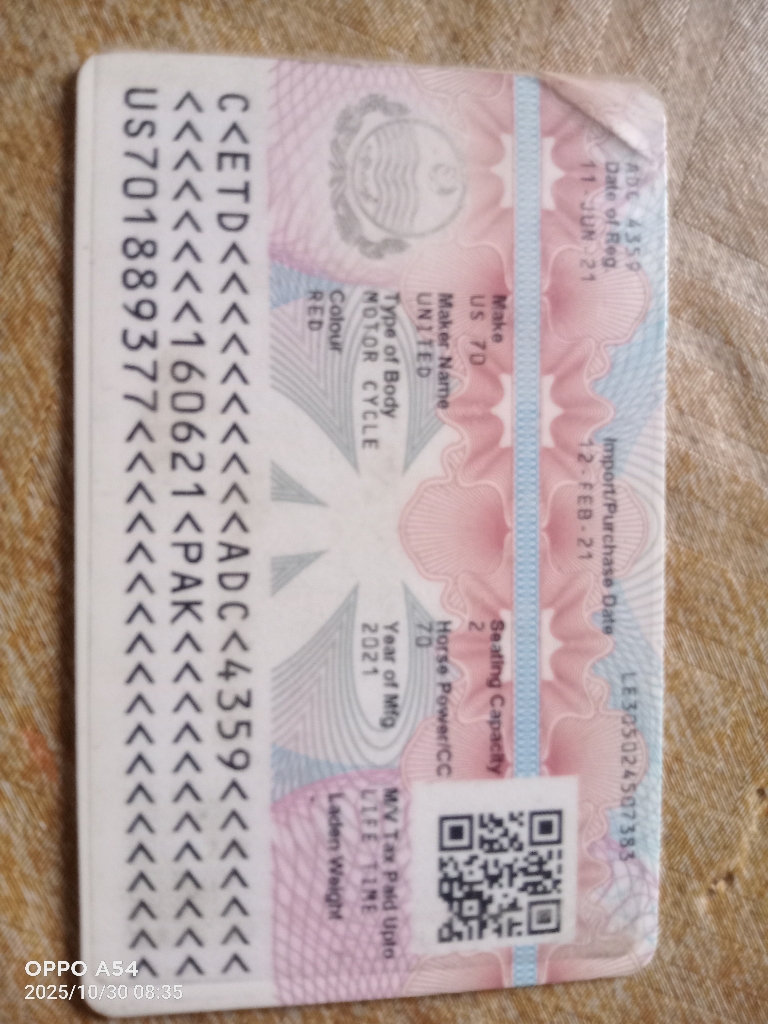 ADC 4359
LE305024507383
Date of Reg.
Import/Purchase Date
11-JUN-21
12-FEB-21
Make
Seating Capacity
US 70
2
Maker Name
Horse Power/CC
UNITED
70
Type of Body
Year of Mfg
M/V Tax Paid Upto
MOTOR CYCLE
2021
LIFE TIME
Colour
Laden Weight
RED
-
C<ETD<<<<<<<<<<<ADC<4359<<<<<<
<<<<<<<<160621<PAK<<<<<<<<<<<<
US70188937​7<<<<<<<<<<<<<<<<<<<
OPPO A54
2025/10/30 08:35